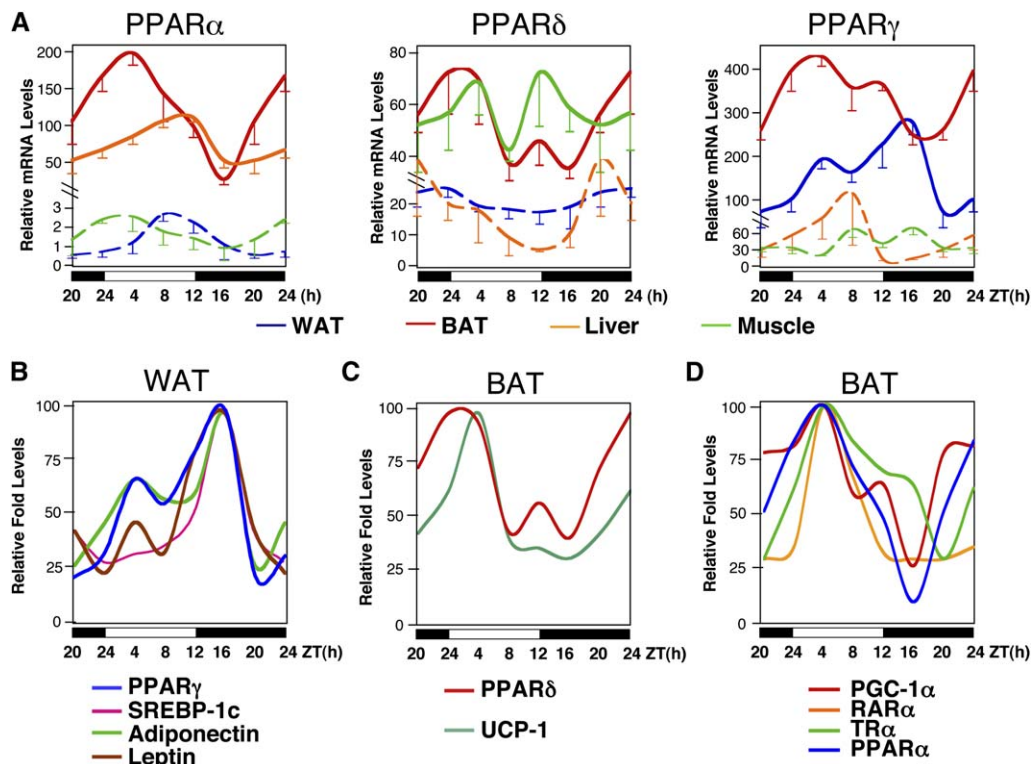 A
PPARα
PPARδ
PPARγ
Relative mRNA Levels
200
150
100
50
3
2
1
0
20 24 4 8 12 16 20 24 (h)
Relative mRNA Levels
80
60
40
20
0
20 24 4 8 12 16 20 24 (h)
Relative mRNA Levels
400
300
200
100
60
30
0
20 24 4 8 12 16 20 24 ZT(h)
WAT BAT Liver Muscle
B
WAT
Relative Fold Levels
100
75
50
25
0
20 24 4 8 12 16 20 24 ZT(h)
PPARγ
SREBP-1c
Adiponectin
Leptin
C
BAT
Relative Fold Levels
100
75
50
25
0
20 24 4 8 12 16 20 24 ZT(h)
PPARδ
UCP-1
D
BAT
Relative Fold Levels
100
75
50
25
0
20 24 4 8 12 16 20 24 ZT(h)
PGC-1α
RARα
TRα
PPARα